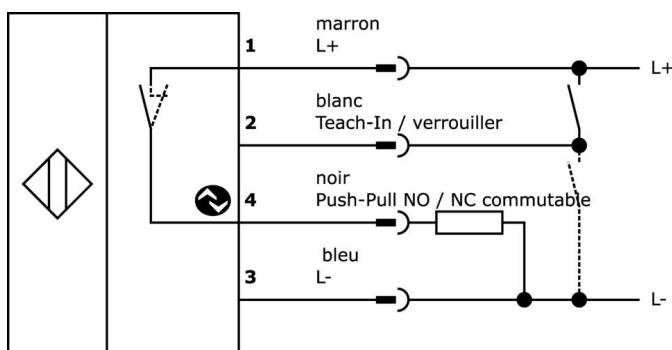 marron
1 L+
L+
blanc
2 Teach-In / verrouiller
noir
4 Push-Pull NO / NC commutable
bleu
3 L-
L-